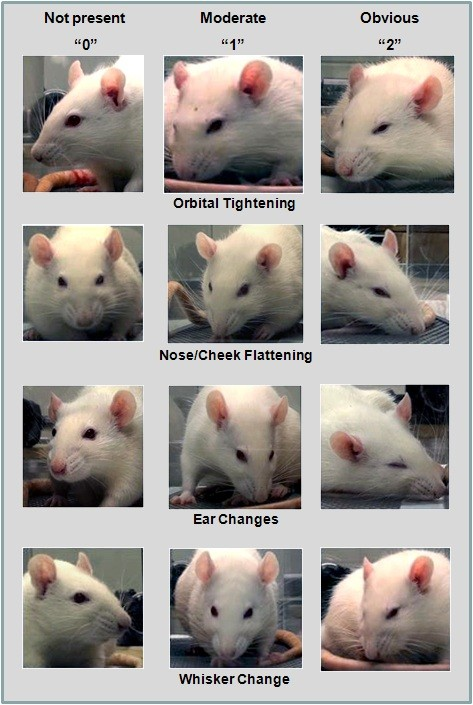 Not present Moderate Obvious
“0” “1” “2”
Orbital Tightening
Nose/Cheek Flattening
Ear Changes
Whisker Change